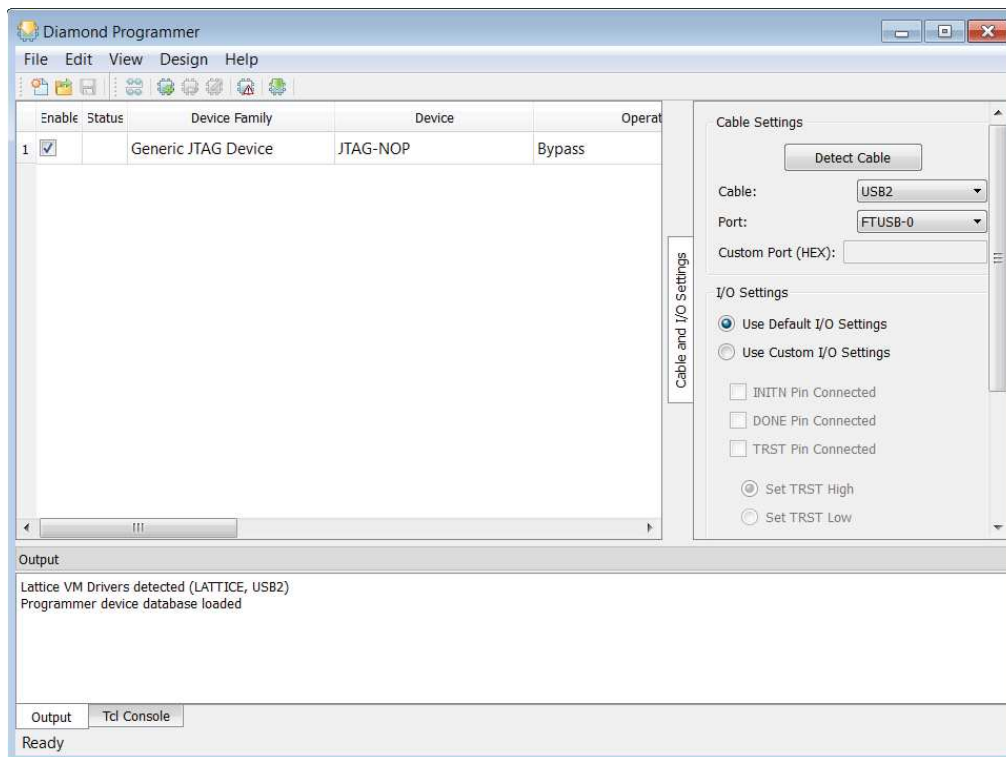 Diamond Programmer
File Edit View Design Help
Enable Status Device Family Device Operat
1 Generic JTAG Device JTAG-NOP Bypass
Cable and I/O Settings
Cable Settings
Detect Cable
Cable: USB2
Port: FTUSB-0
Custom Port (HEX):
I/O Settings
Use Default I/O Settings
Use Custom I/O Settings
INITN Pin Connected
DONE Pin Connected
TRST Pin Connected
Set TRST High
Set TRST Low
Output
Lattice VM Drivers detected (LATTICE, USB2)
Programmer device database loaded
Output Tcl Console
Ready